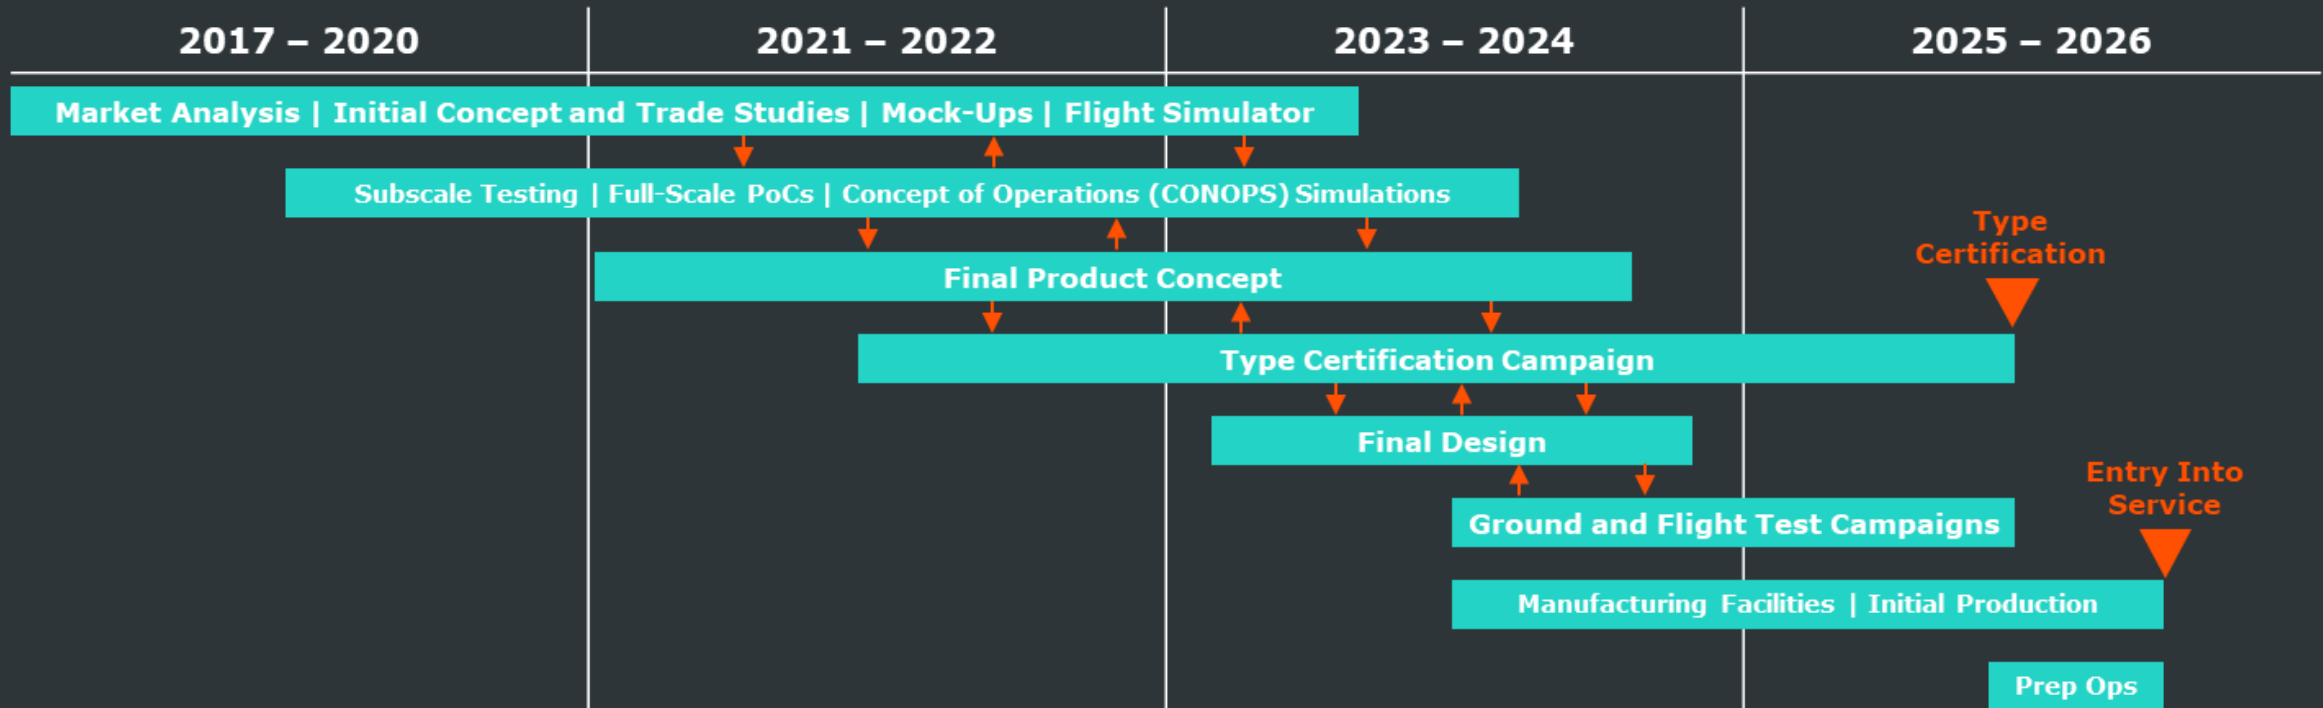 2017 – 2020
2021 – 2022
2023 – 2024
2025 – 2026
Market Analysis | Initial Concept and Trade Studies | Mock-Ups | Flight Simulator
Subscale Testing | Full-Scale PoCs | Concept of Operations (CONOPS) Simulations
Type
Certification
Final Product Concept
Type Certification Campaign
Final Design
Entry Into
Service
Ground and Flight Test Campaigns
Manufacturing Facilities | Initial Production
Prep Ops